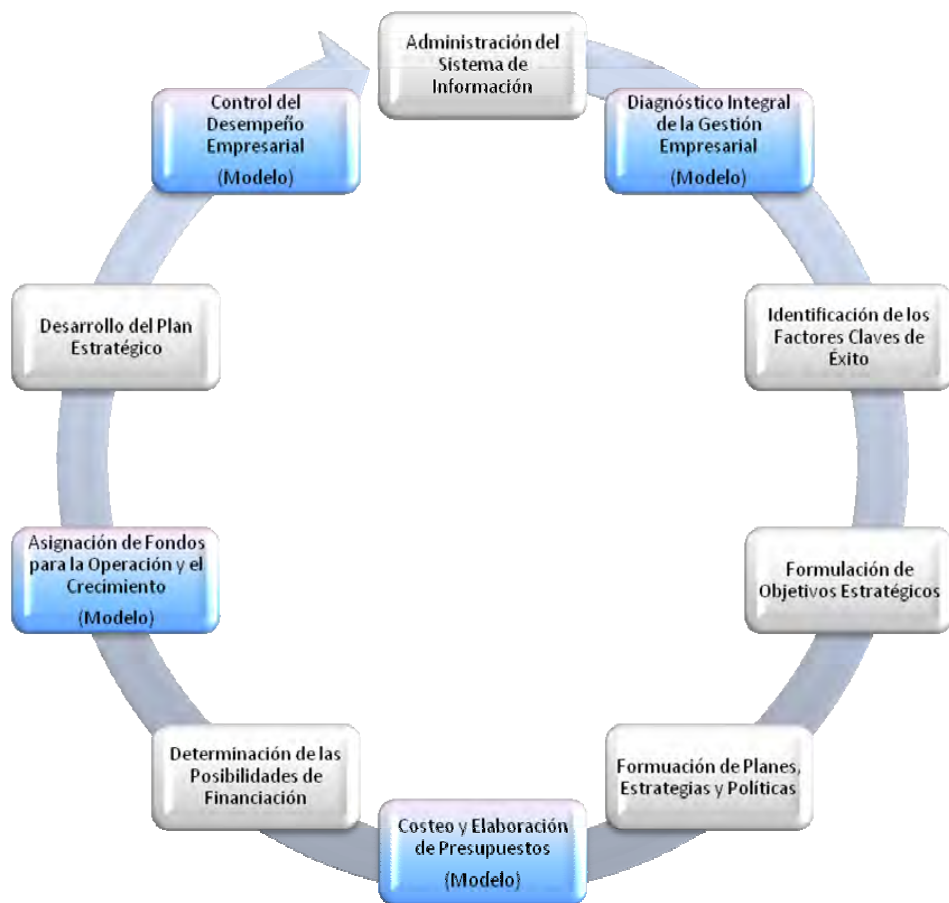 Administración del
Sistema de
Información
Diagnóstico Integral
de la Gestión
Empresarial
(Modelo)
Identificación de los
Factores Claves de
Éxito
Formulación de
Objetivos Estratégicos
Formuación de Planes,
Estrategias y Políticas
Costeo y Elaboración
de Presupuestos
(Modelo)
Determinación de las
Posibilidades de
Financiación
Asignación de Fondos
para la Operación y el
Crecimiento
(Modelo)
Desarrollo del Plan
Estratégico
Control del
Desempeño
Empresarial
(Modelo)